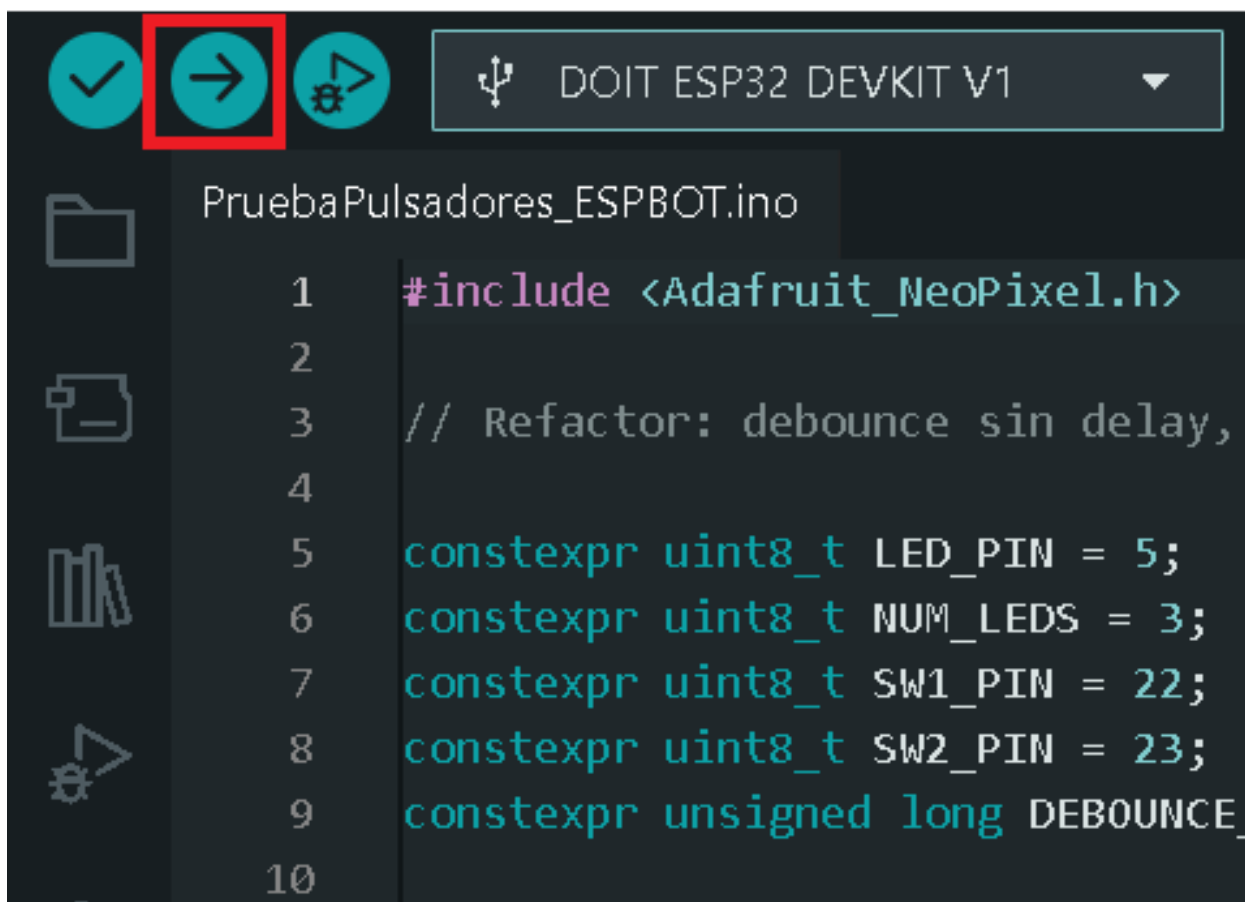 DOIT ESP32 DEVKIT V1
PruebaPulsadores_ESPBOT.ino
1 #include <Adafruit_NeoPixel.h>
2
3 // Refactor: debounce sin delay,
4
5 constexpr uint8_t LED_PIN = 5;
6 constexpr uint8_t NUM_LEDS = 3;
7 constexpr uint8_t SW1_PIN = 22;
8 constexpr uint8_t SW2_PIN = 23;
9 constexpr unsigned long DEBOUNCE_
10